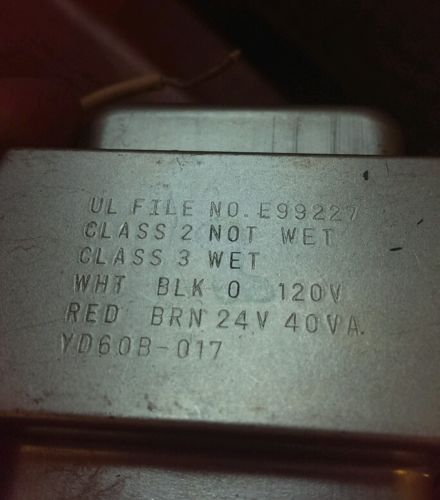 UL FILE NO. E99227
CLASS 2 NOT WET
CLASS 3 WET
WHT BLK 0 120V
RED BRN 24V 40VA.
YD60B-017